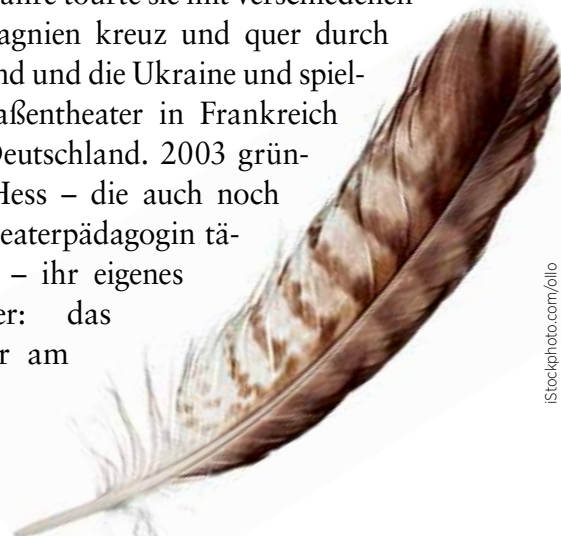 ahre tourte sie mit verschiedenen
agnien kreuz und quer durch
nd und die Ukraine und spiel-
aßentheater in Frankreich
Deutschland. 2003 grün-
Hess – die auch noch
eaterpädagogin tä-
– ihr eigenes
er: das
r am
iStockphoto.com/ollo